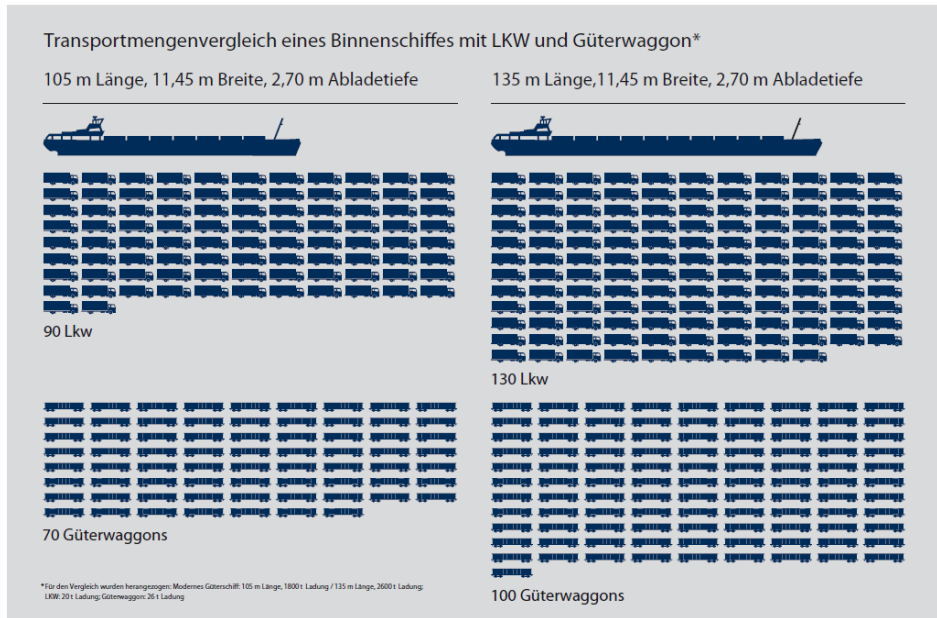 Transportmengenvergleich eines Binnenschiffes mit LKW und Güterwaggon*
105 m Länge, 11,45 m Breite, 2,70 m Abladetiefe
90 Lkw
70 Güterwaggons
135 m Länge,11,45 m Breite, 2,70 m Abladetiefe
130 Lkw
100 Güterwaggons
*Für den Vergleich wurden herangezogen: Modernes Güterschiff: 105 m Länge, 1800 t Ladung / 135 m Länge, 2600 t Ladung;
LKW: 20 t Ladung; Güterwaggon: 26 t Ladung